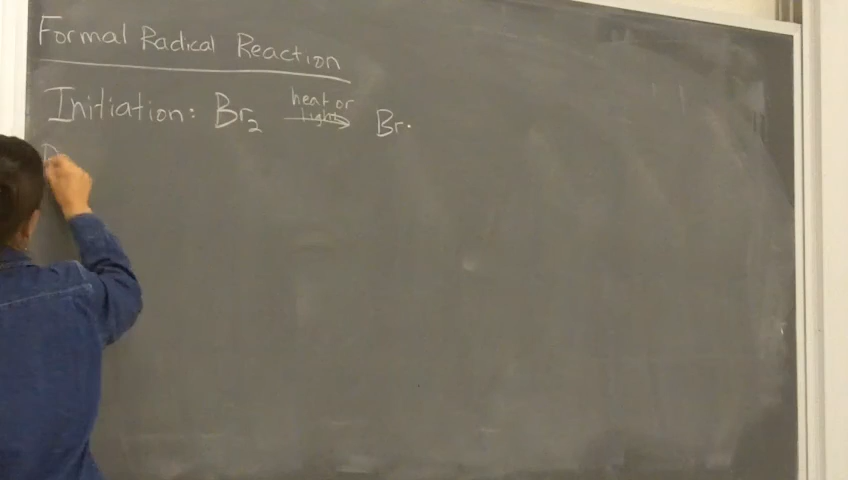 Formal Radical Reaction
Initiation: Br₂ heat or light → Br·
P